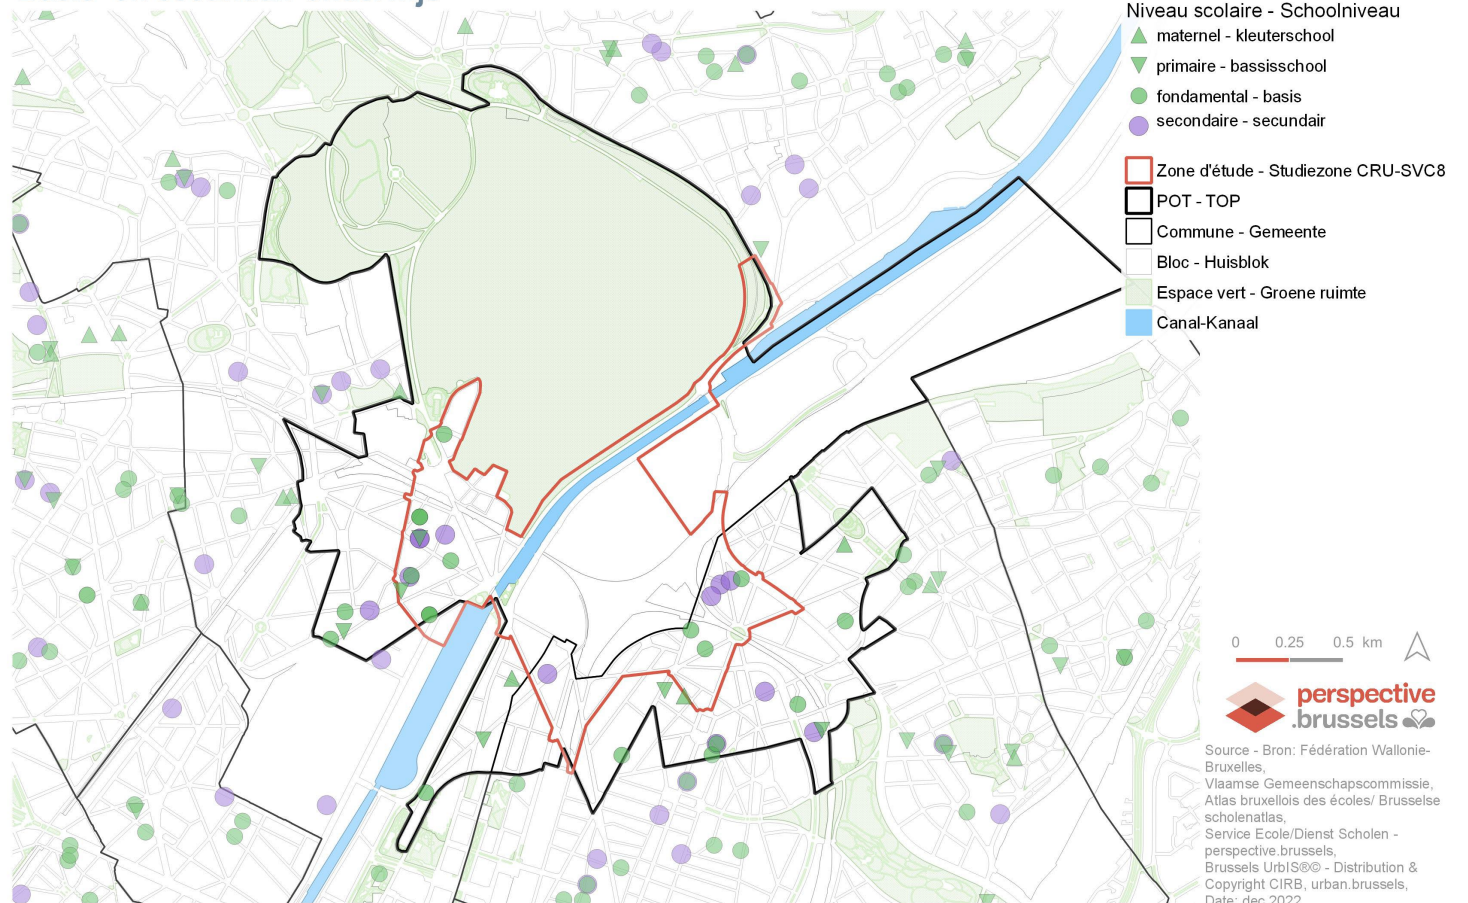 Niveau scolaire - Schoolniveau
maternel - kleuterschool
primaire - bassisschool
fondamental - basis
secondaire - secundair
Zone d'étude - Studiezone CRU-SVC8
POT - TOP
Commune - Gemeente
Bloc - Huisblok
Espace vert - Groene ruimte
Canal-Kanaal
0 0.25 0.5 km
perspective
.brussels
Source - Bron: Fédération Wallonie-
Bruxelles,
Vlaamse Gemeenschapscommissie,
Atlas bruxellois des écoles/ Brusselse
scholenatlas,
Service Ecole/Dienst Scholen -
perspective.brussels,
Brussels UrbIS®© - Distribution &
Copyright CIRB, urban.brussels,
Date: dec 2022